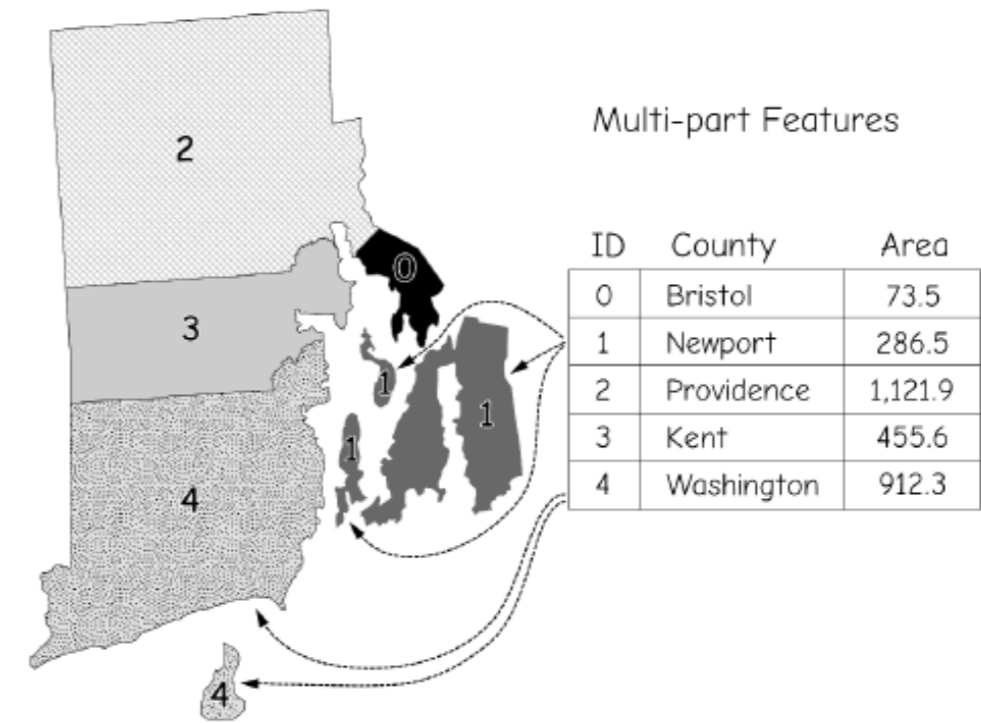 Multi-part Features
ID County Area
0 Bristol 73.5
1 Newport 286.5
2 Providence 1,121.9
3 Kent 455.6
4 Washington 912.3
2
0
3
1
1
1
4
4